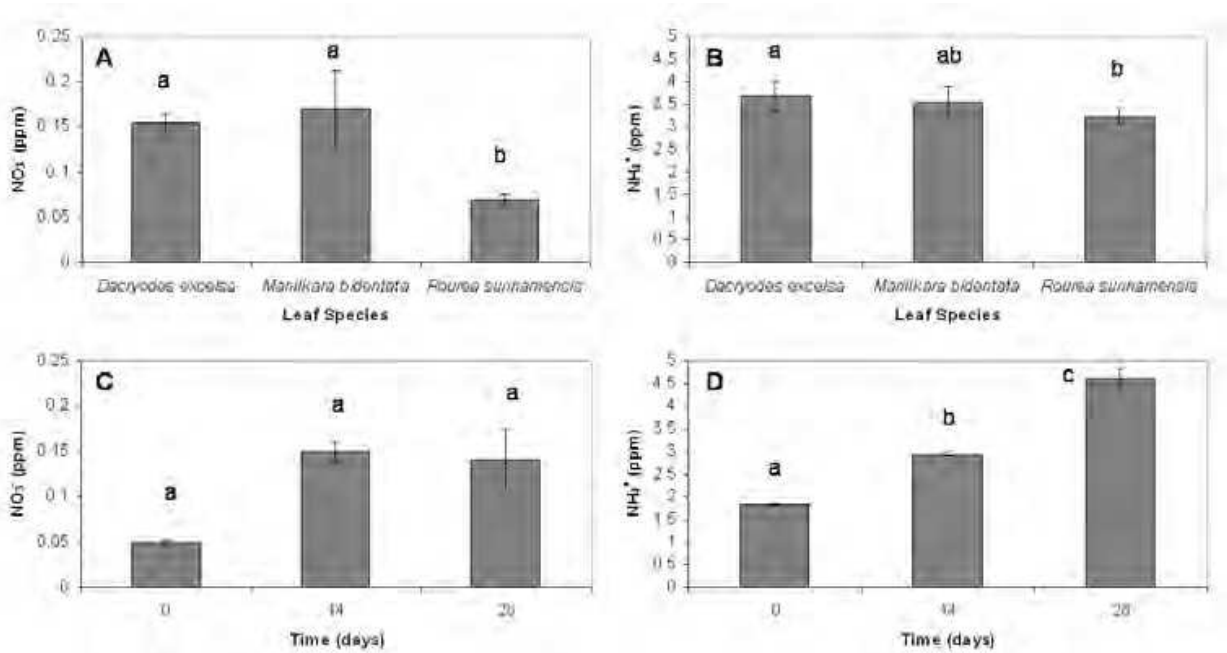 A
NO₃⁻ (ppm)
0.25
0.2
0.15
0.1
0.05
0
a
a
b
Dacryodes excelsa Manilkara bidentata Rourea surinamensis
Leaf Species
B
NH₄⁺ (ppm)
5
4.5
4
3.5
3
2.5
2
1.5
1
0.5
0
a
ab
b
Dacryodes excelsa Manilkara bidentata Rourea surinamensis
Leaf Species
C
NO₃⁻ (ppm)
0.25
0.2
0.15
0.1
0.05
0
a
a
a
0 14 28
Time (days)
D
NH₄⁺ (ppm)
5
4.5
4
3.5
3
2.5
2
1.5
1
0.5
0
a
b
c
0 14 28
Time (days)